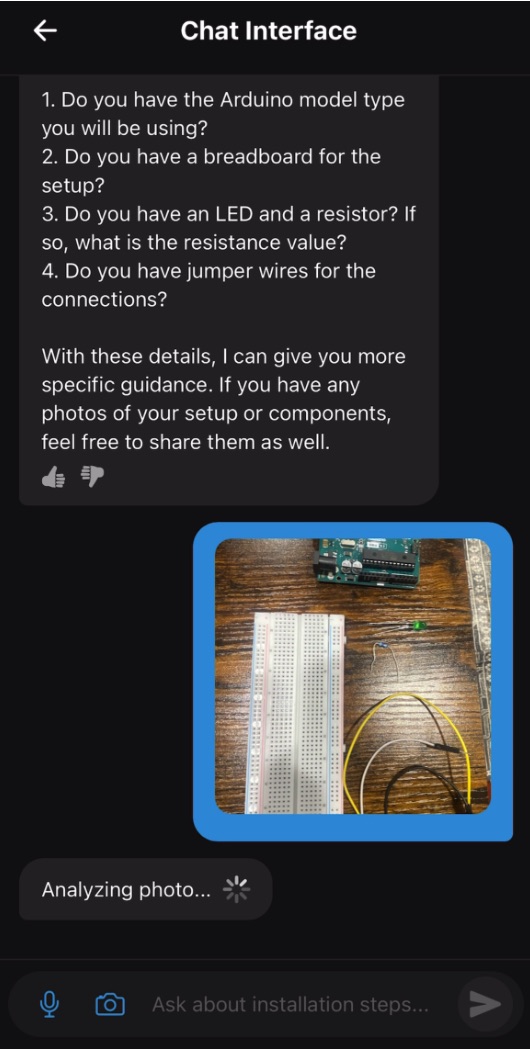 Chat Interface
1. Do you have the Arduino model type
you will be using?
2. Do you have a breadboard for the
setup?
3. Do you have an LED and a resistor? If
so, what is the resistance value?
4. Do you have jumper wires for the
connections?
With these details, I can give you more
specific guidance. If you have any
photos of your setup or components,
feel free to share them as well.
Analyzing photo...
Ask about installation steps...